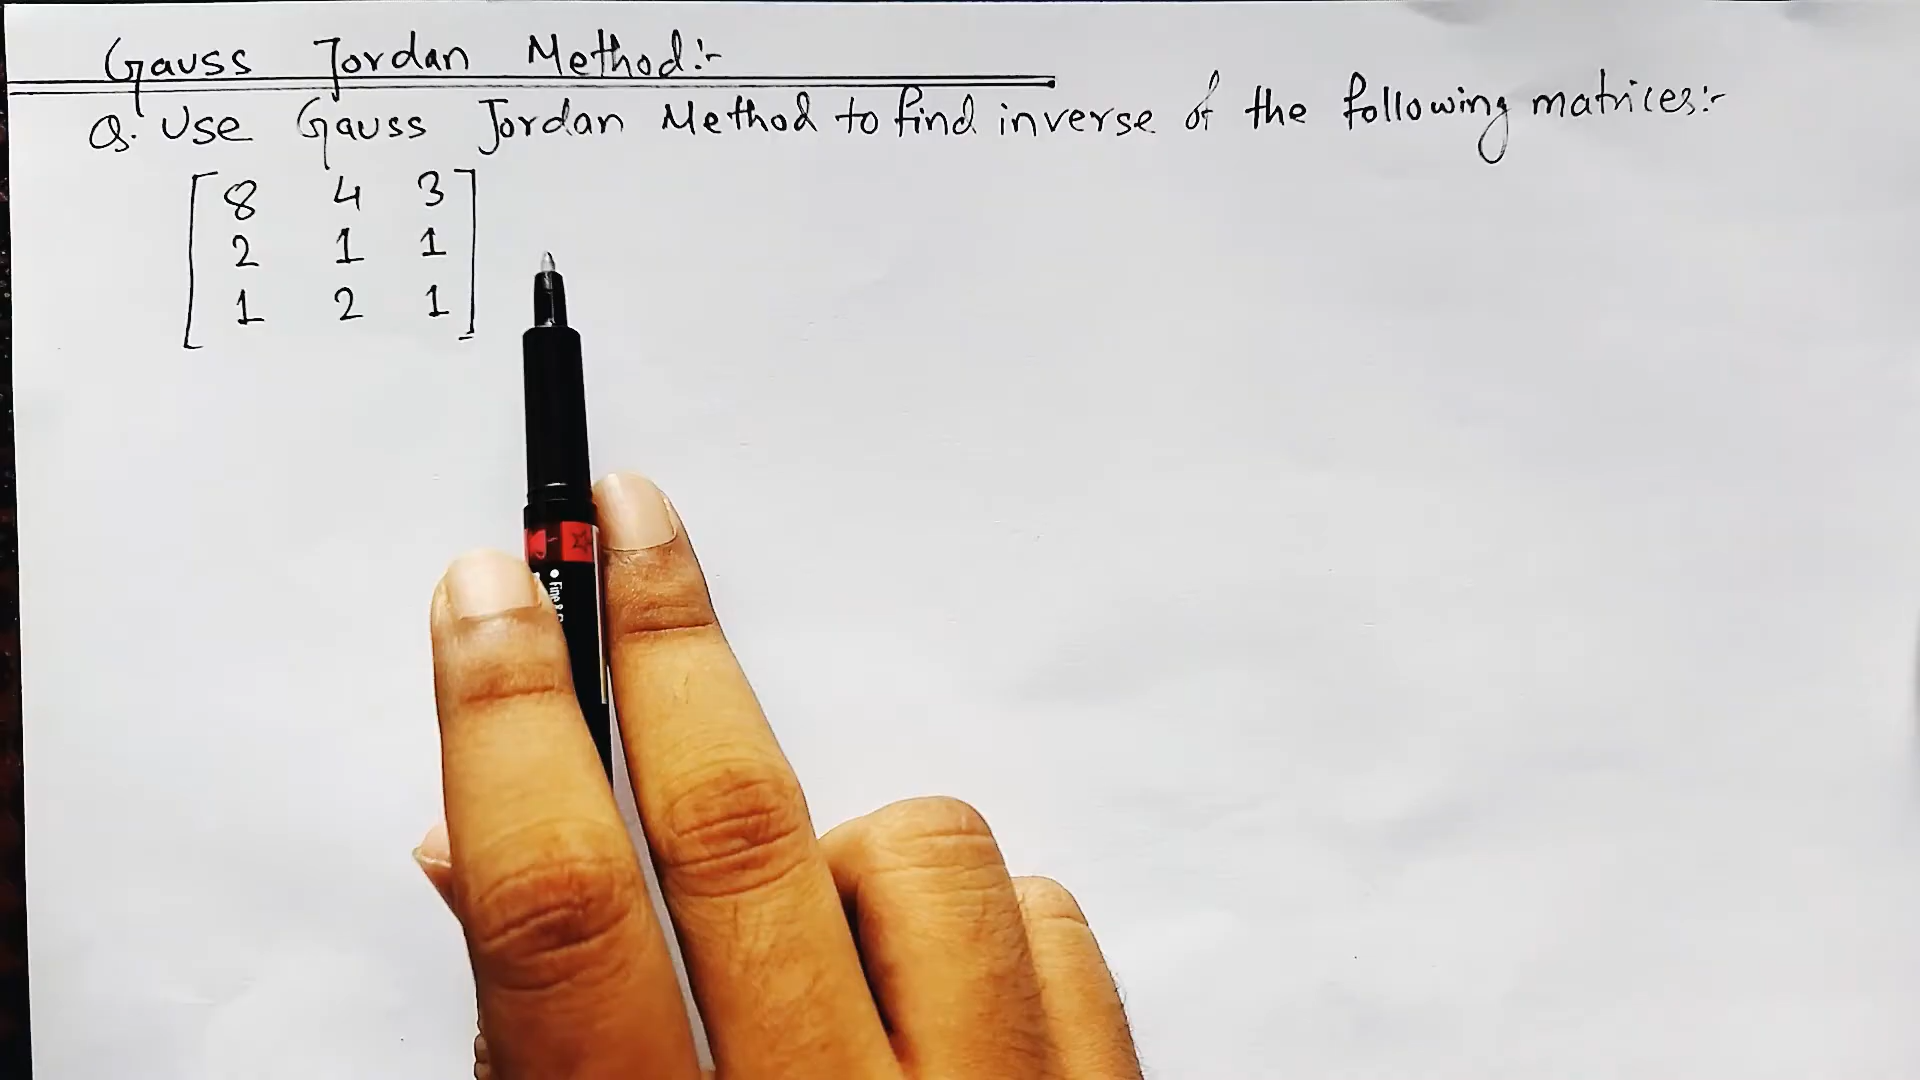 Gauss Jordan Method:-
Q. Use Gauss Jordan Method to find inverse of the following matrices:-
8 4 3
2 1 1
1 2 1
Fine &